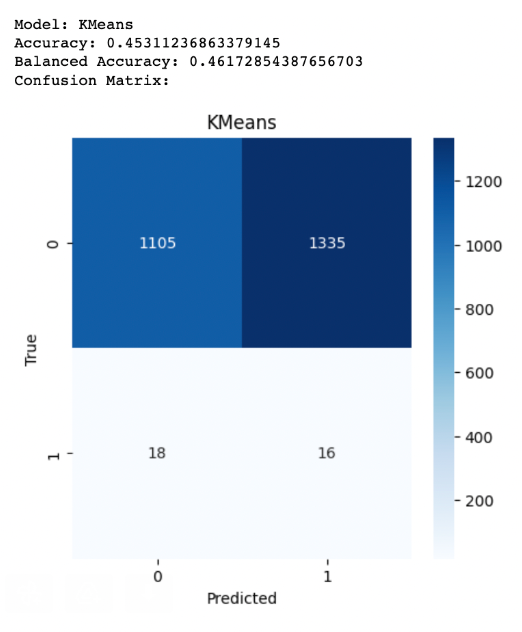 Model: KMeans
Accuracy: 0.45311236863379145
Balanced Accuracy: 0.46172854387656703
Confusion Matrix:
KMeans
1105 1335
18 16
0
1
True
0 1
Predicted
1200
1000
800
600
400
200